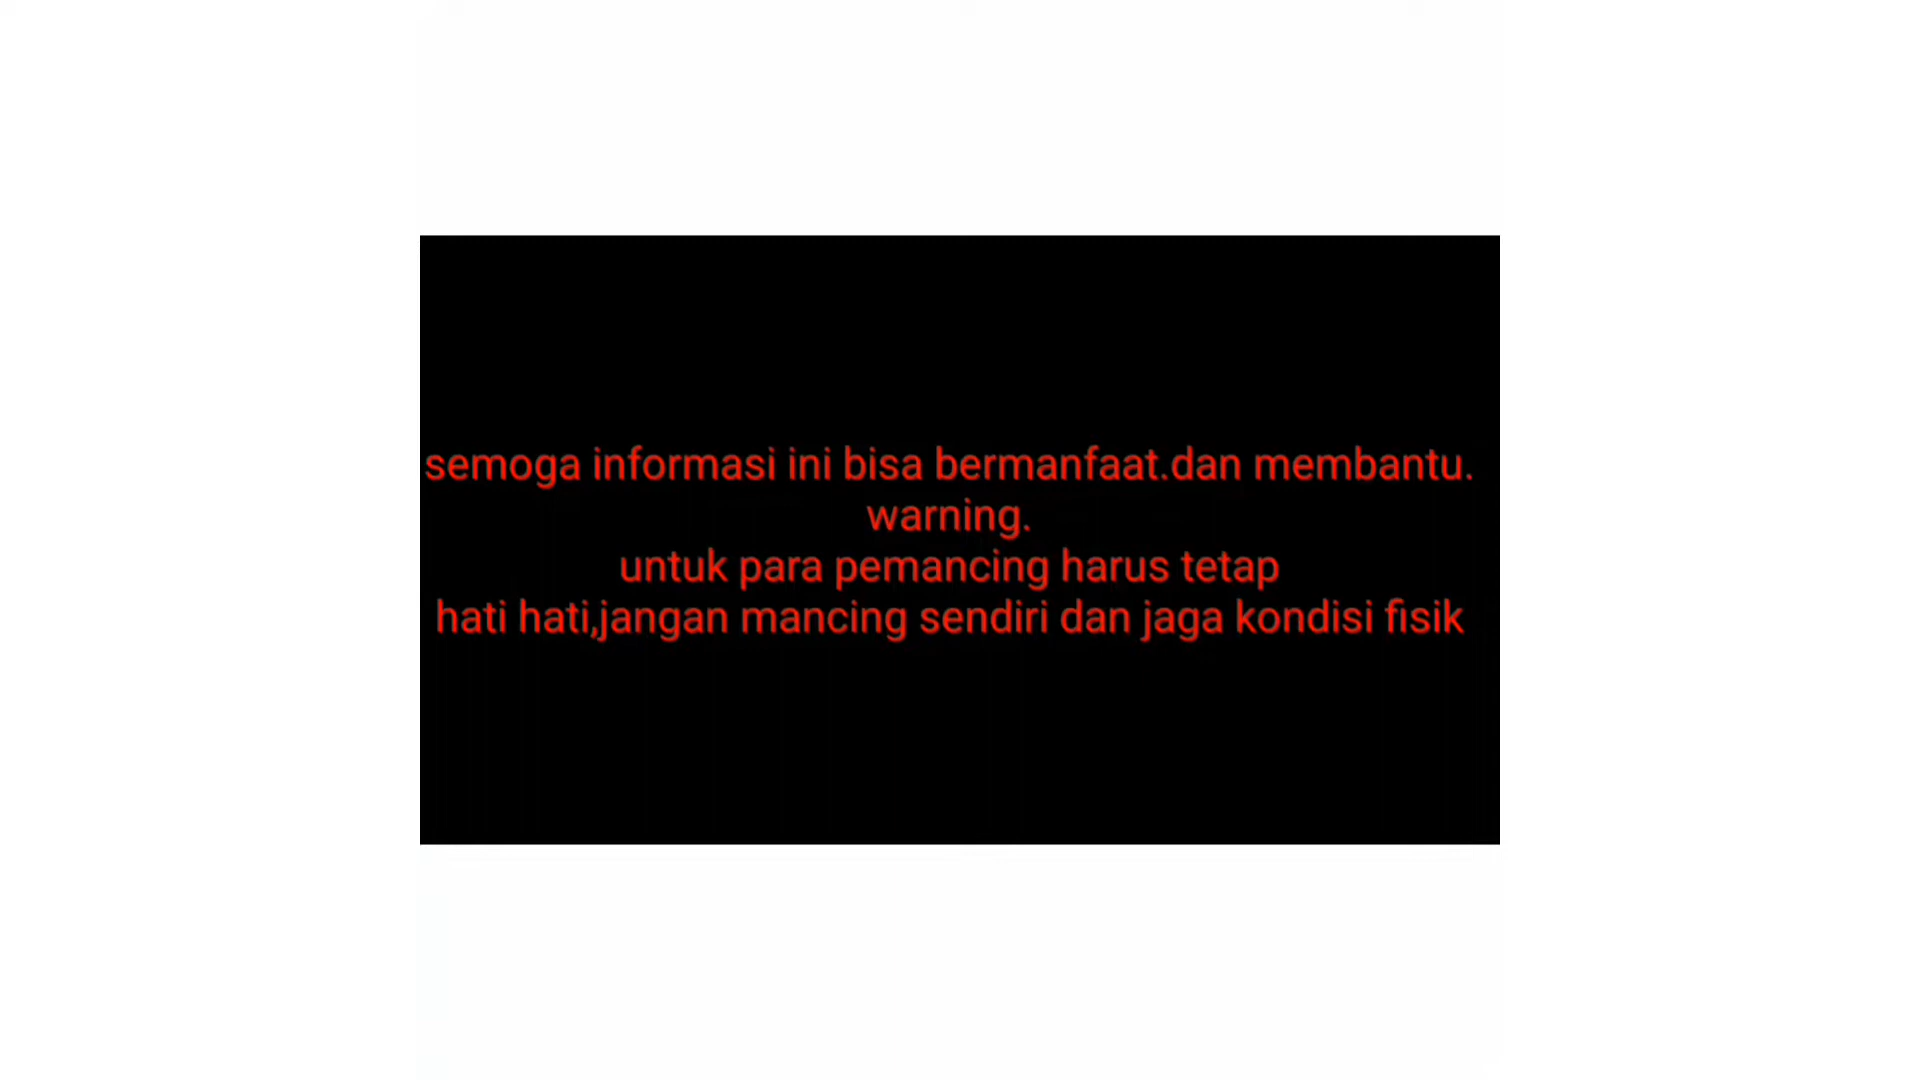 semoga informasi ini bisa bermanfaat.dan membantu.
warning.
untuk para pemancing harus tetap
hati hati,jangan mancing sendiri dan jaga kondisi fisik